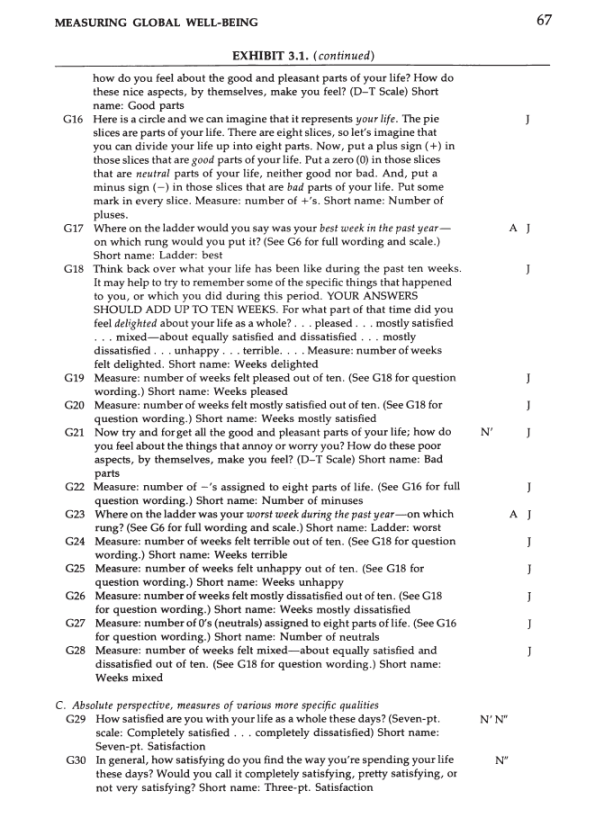 MEASURING GLOBAL WELL-BEING 67
EXHIBIT 3.1. (continued)
how do you feel about the good and pleasant parts of your life? How do
these nice aspects, by themselves, make you feel? (D–T Scale) Short
name: Good parts
G16 Here is a circle and we can imagine that it represents your life. The pie J
slices are parts of your life. There are eight slices, so let's imagine that
you can divide your life up into eight parts. Now, put a plus sign (+) in
those slices that are good parts of your life. Put a zero (0) in those slices
that are neutral parts of your life, neither good nor bad. And, put a
minus sign (−) in those slices that are bad parts of your life. Put some
mark in every slice. Measure: number of +'s. Short name: Number of
pluses.
G17 Where on the ladder would you say was your best week in the past year— A J
on which rung would you put it? (See G6 for full wording and scale.)
Short name: Ladder: best
G18 Think back over what your life has been like during the past ten weeks. J
It may help to try to remember some of the specific things that happened
to you, or which you did during this period. YOUR ANSWERS
SHOULD ADD UP TO TEN WEEKS. For what part of that time did you
feel delighted about your life as a whole? . . . pleased . . . mostly satisfied
. . . mixed—about equally satisfied and dissatisfied . . . mostly
dissatisfied . . . unhappy . . . terrible. . . . Measure: number of weeks
felt delighted. Short name: Weeks delighted
G19 Measure: number of weeks felt pleased out of ten. (See G18 for question J
wording.) Short name: Weeks pleased
G20 Measure: number of weeks felt mostly satisfied out of ten. (See G18 for J
question wording.) Short name: Weeks mostly satisfied
G21 Now try and forget all the good and pleasant parts of your life; how do N' J
you feel about the things that annoy or worry you? How do these poor
aspects, by themselves, make you feel? (D–T Scale) Short name: Bad
parts
G22 Measure: number of −'s assigned to eight parts of life. (See G16 for full J
question wording.) Short name: Number of minuses
G23 Where on the ladder was your worst week during the past year—on which A J
rung? (See G6 for full wording and scale.) Short name: Ladder: worst
G24 Measure: number of weeks felt terrible out of ten. (See G18 for question J
wording.) Short name: Weeks terrible
G25 Measure: number of weeks felt unhappy out of ten. (See G18 for J
question wording.) Short name: Weeks unhappy
G26 Measure: number of weeks felt mostly dissatisfied out of ten. (See G18 J
for question wording.) Short name: Weeks mostly dissatisfied
G27 Measure: number of 0's (neutrals) assigned to eight parts of life. (See G16 J
for question wording.) Short name: Number of neutrals
G28 Measure: number of weeks felt mixed—about equally satisfied and J
dissatisfied out of ten. (See G18 for question wording.) Short name:
Weeks mixed
C. Absolute perspective, measures of various more specific qualities
G29 How satisfied are you with your life as a whole these days? (Seven-pt. N' N"
scale: Completely satisfied . . . completely dissatisfied) Short name:
Seven-pt. Satisfaction
G30 In general, how satisfying do you find the way you're spending your life N"
these days? Would you call it completely satisfying, pretty satisfying, or
not very satisfying? Short name: Three-pt. Satisfaction